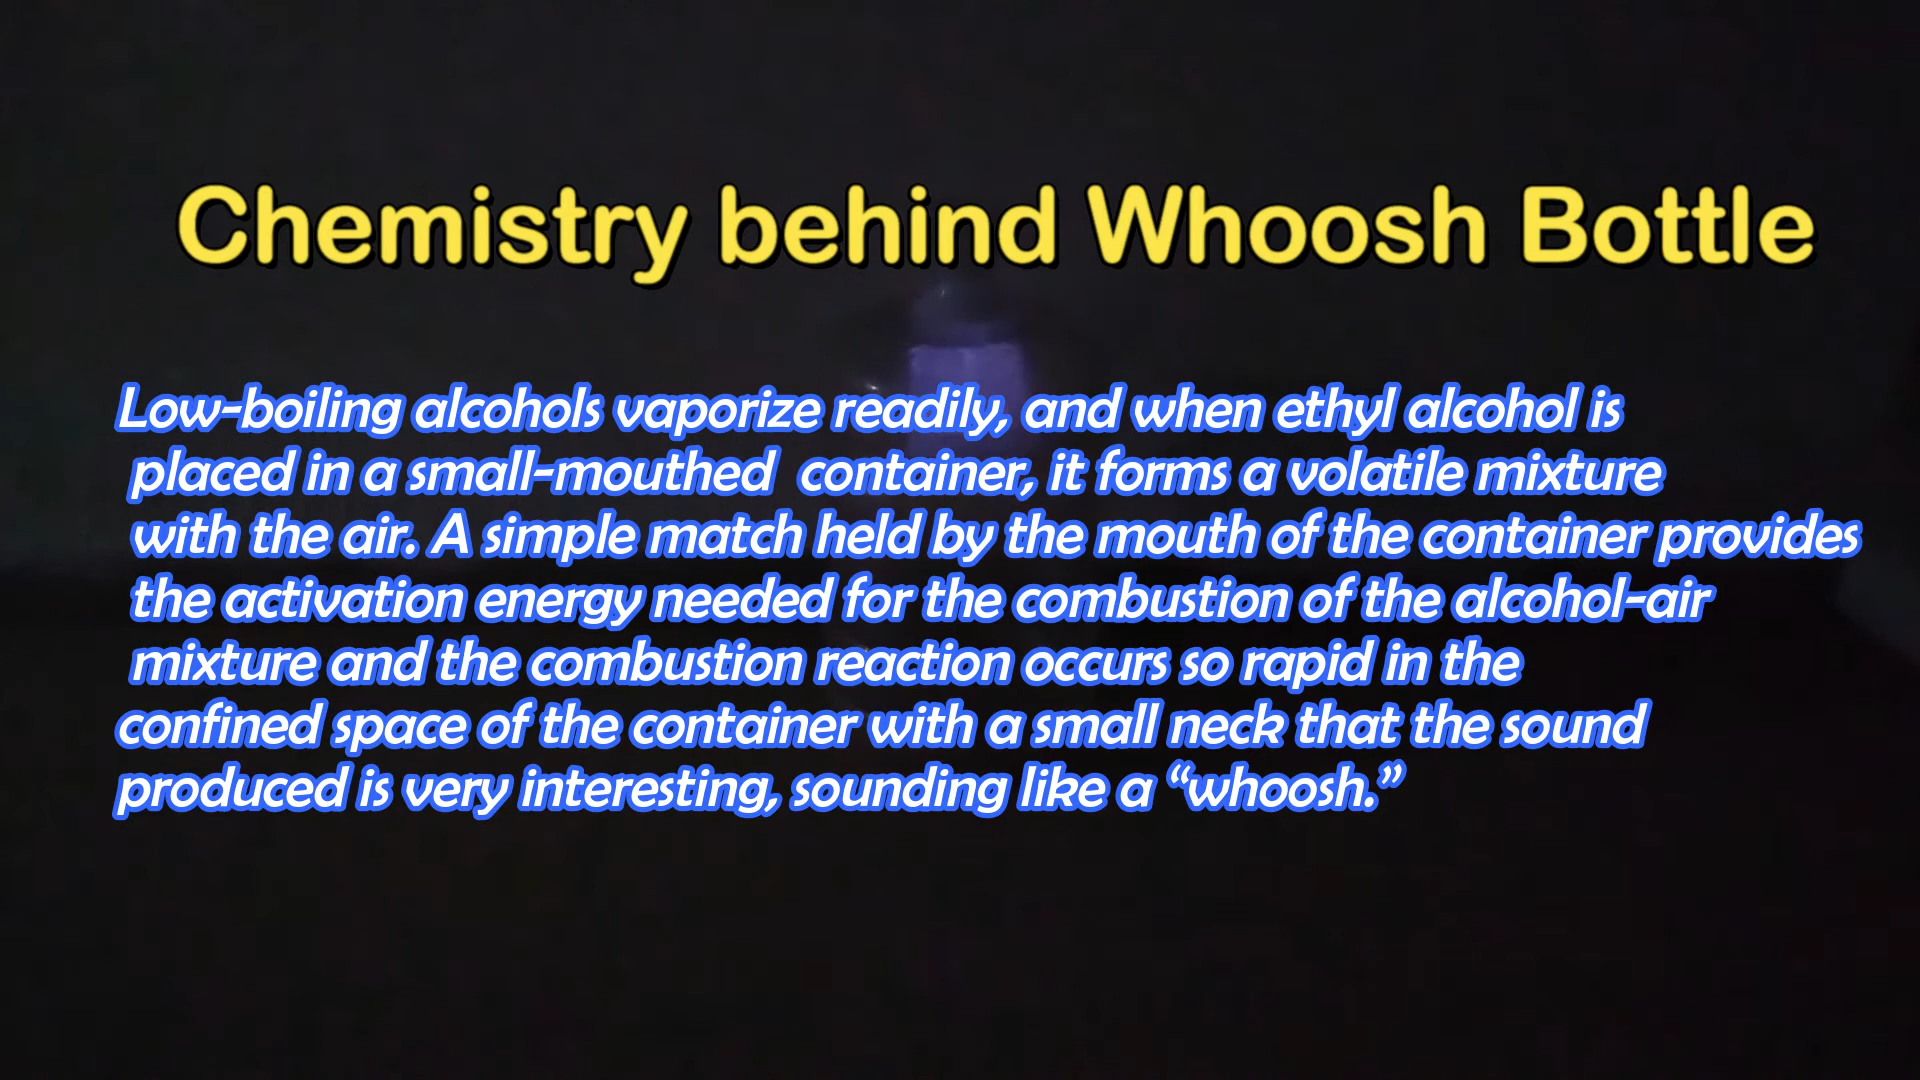 Chemistry behind Whoosh Bottle
Low-boiling alcohols vaporize readily, and when ethyl alcohol is
placed in a small-mouthed container, it forms a volatile mixture
with the air. A simple match held by the mouth of the container provides
the activation energy needed for the combustion of the alcohol-air
mixture and the combustion reaction occurs so rapid in the
confined space of the container with a small neck that the sound
produced is very interesting, sounding like a “whoosh.”